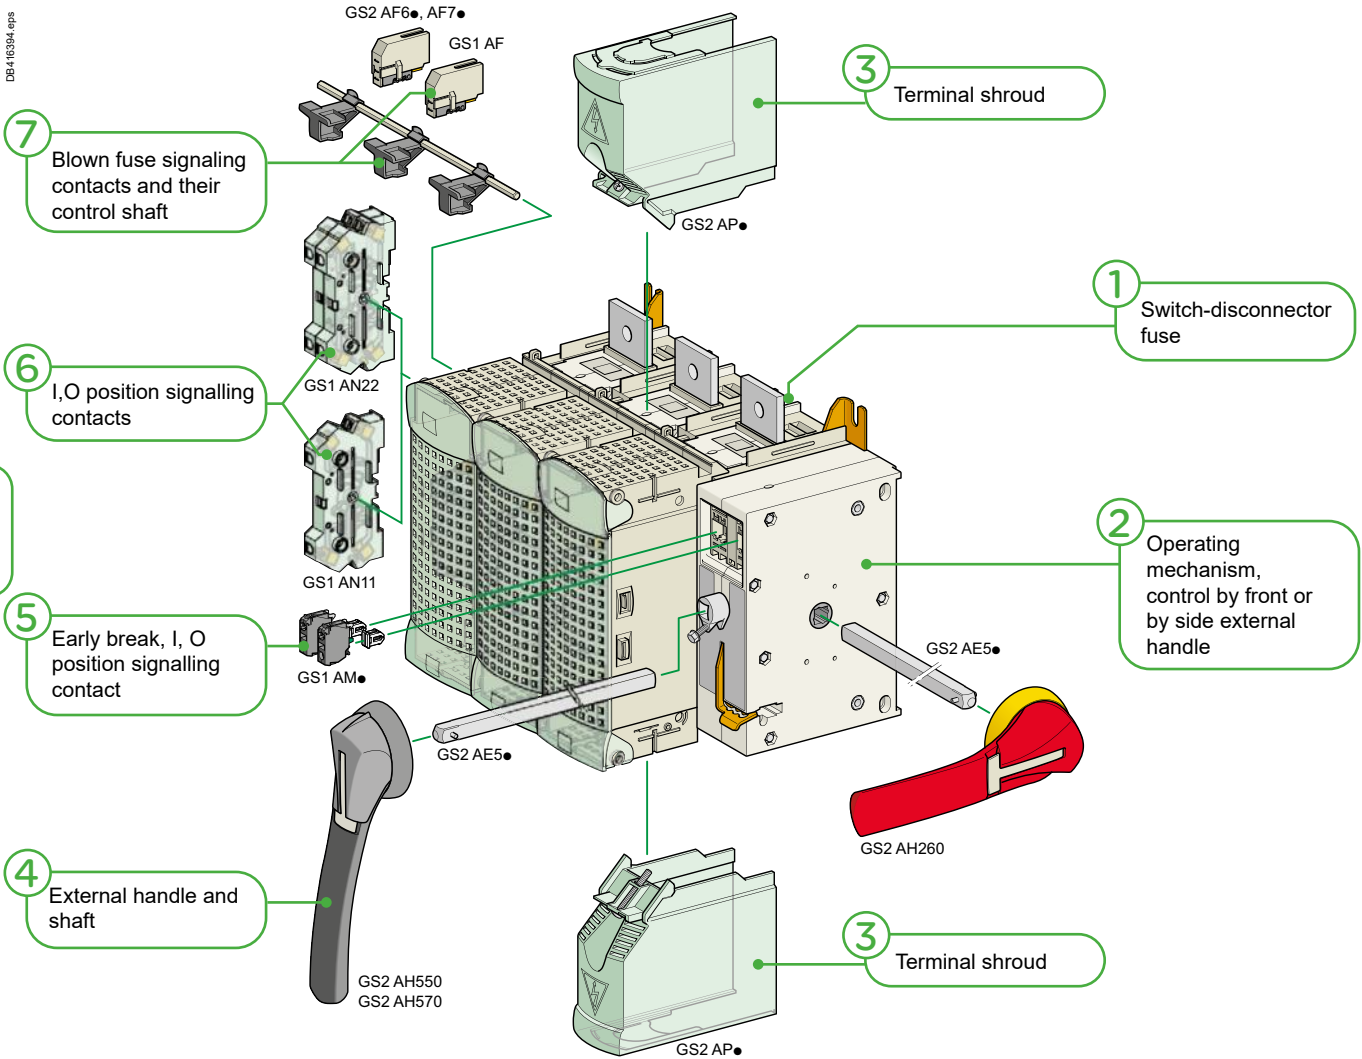 DB416394.eps
GS2 AF6●, AF7●
GS1 AF
3
Terminal shroud
7
Blown fuse signaling
contacts and their
control shaft
GS2 AP●
1
Switch-disconnector
fuse
6
I,O position signalling
contacts
GS1 AN22
GS1 AN11
2
Operating
mechanism,
control by front or
by side external
handle
5
Early break, I, O
position signalling
contact
GS1 AM●
GS2 AE5●
GS2 AE5●
GS2 AH260
4
External handle and
shaft
GS2 AH550
GS2 AH570
3
Terminal shroud
GS2 AP●